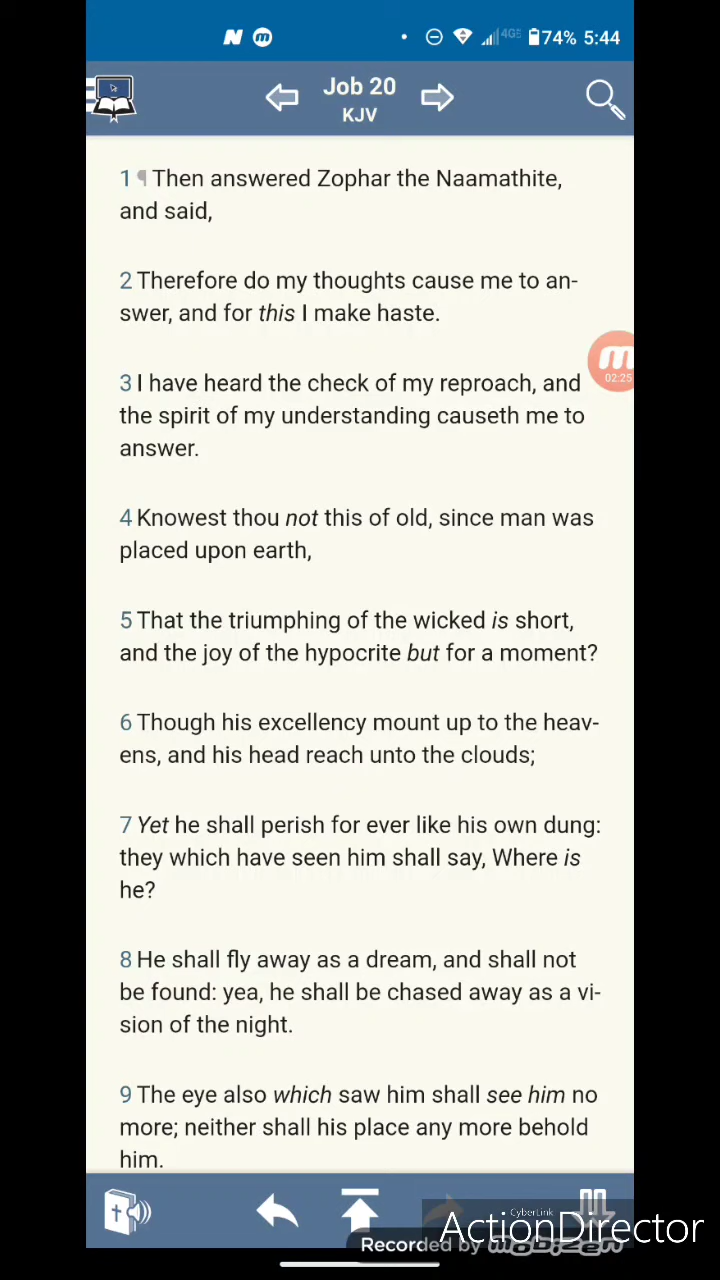 74% 5:44
4G5
Job 20
KJV
1 ¶ Then answered Zophar the Naamathite,
and said,
2 Therefore do my thoughts cause me to an-
swer, and for this I make haste.
m
02:25
3 I have heard the check of my reproach, and
the spirit of my understanding causeth me to
answer.
4 Knowest thou not this of old, since man was
placed upon earth,
5 That the triumphing of the wicked is short,
and the joy of the hypocrite but for a moment?
6 Though his excellency mount up to the heav-
ens, and his head reach unto the clouds;
7 Yet he shall perish for ever like his own dung:
they which have seen him shall say, Where is
he?
8 He shall fly away as a dream, and shall not
be found: yea, he shall be chased away as a vi-
sion of the night.
9 The eye also which saw him shall see him no
more; neither shall his place any more behold
him.
CyberLink
ActionDirector
Recorded by mobizen